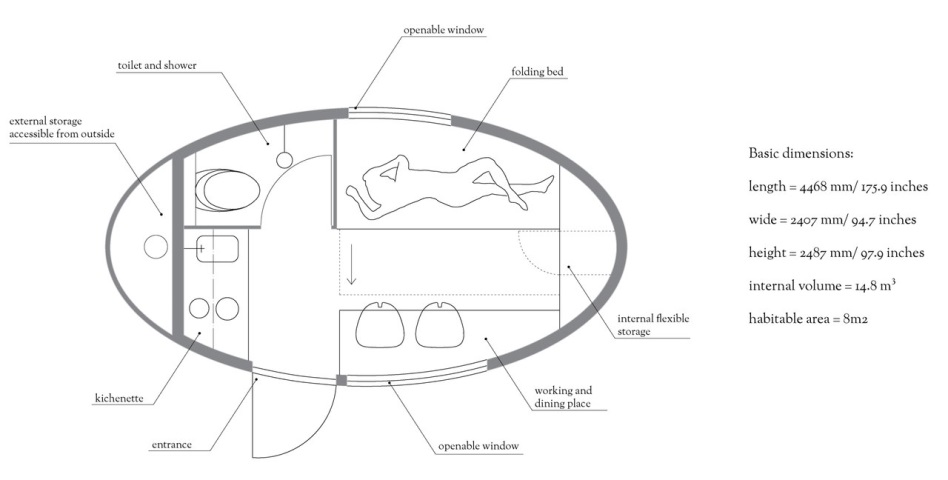 openable window
toilet and shower
folding bed
external storage
accessible from outside
Basic dimensions:
length = 4468 mm/ 175.9 inches
wide = 2407 mm/ 94.7 inches
height = 2487 mm/ 97.9 inches
internal volume = 14.8 m³
habitable area = 8m2
internal flexible
storage
kichenette
working and
dining place
entrance
openable window